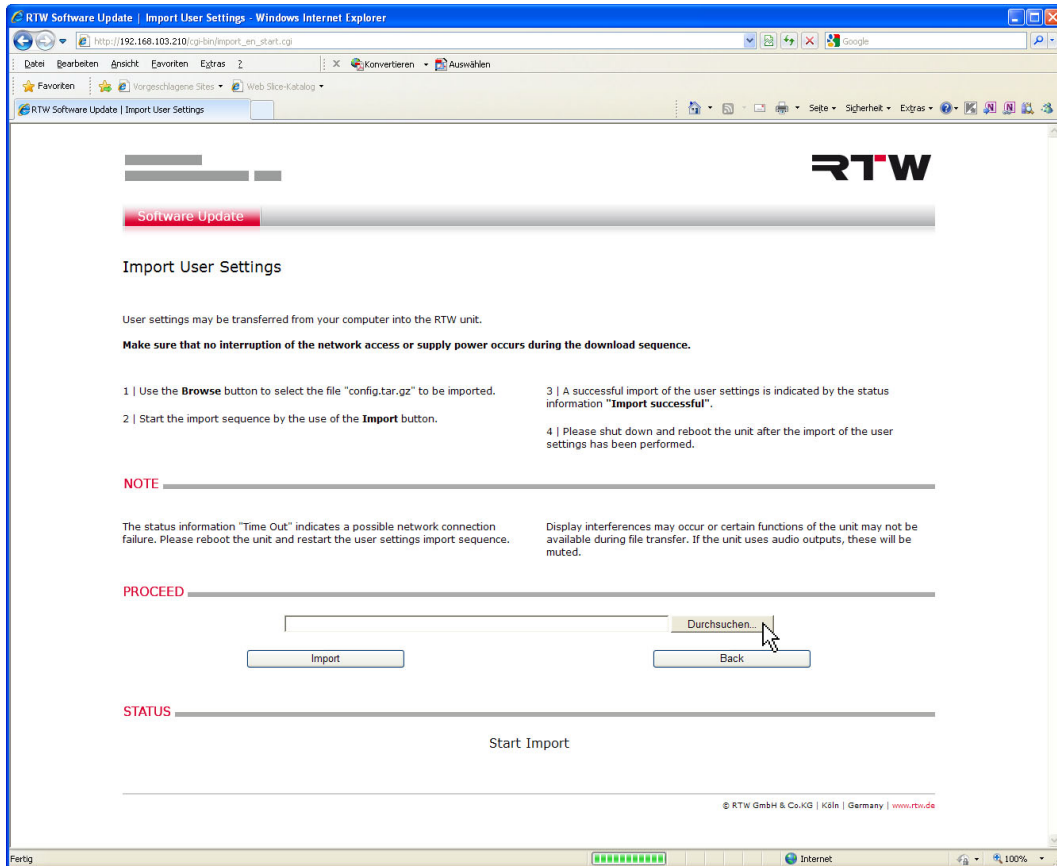 RTW Software Update | Import User Settings - Windows Internet Explorer
http://192.168.103.210/cgi-bin/import_en_start.cgi
Google
Datei Bearbeiten Ansicht Favoriten Extras ?
Konvertieren Auswählen
Favoriten Vorgeschlagene Sites Web Slice-Katalog
RTW Software Update | Import User Settings
Seite Sicherheit Extras
RTW
Software Update
Import User Settings
User settings may be transferred from your computer into the RTW unit.
Make sure that no interruption of the network access or supply power occurs during the download sequence.
1 | Use the Browse button to select the file "config.tar.gz" to be imported.
2 | Start the import sequence by the use of the Import button.
3 | A successful import of the user settings is indicated by the status
information "Import successful".
4 | Please shut down and reboot the unit after the import of the user
settings has been performed.
NOTE
The status information "Time Out" indicates a possible network connection
failure. Please reboot the unit and restart the user settings import sequence.
Display interferences may occur or certain functions of the unit may not be
available during file transfer. If the unit uses audio outputs, these will be
muted.
PROCEED
Durchsuchen...
Import
Back
STATUS
Start Import
© RTW GmbH & Co.KG | Köln | Germany | www.rtw.de
Fertig
Internet
100%